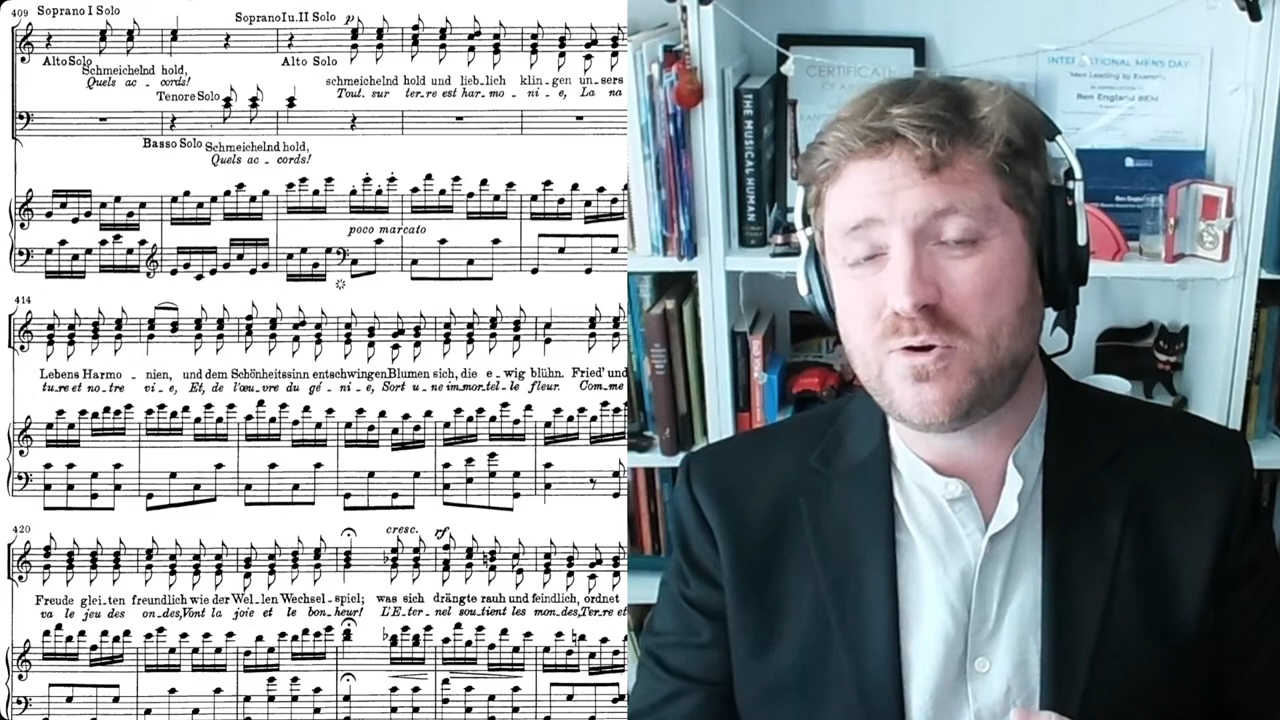 409 Soprano I Solo
Soprano I u. II Solo p
Alto Solo
Alto Solo
Schmeichelnd hold, schmeichelnd hold und lieb-lich klin-gen un-sers
Quels ac-cords! Tout sur ter-re est har-mo-ni-e, La na
Tenore Solo
Basso Solo
Schmeichelnd hold,
Quels ac-cords!
poco marcato
414
Lebens Harmo-nien, und dem Schönheitssinn entschwingen Blumen sich, die e-wig blühn. Fried' und
tu-re et no-tre vi-e, Et, de l'œu-vre du gé-ni-e, Sort u-ne im-mor-tel-le fleur. Com-me
420
cresc. rf
Freude glei-ten freundlich wie der Wel-len Wechsel-spiel; was sich drängte rauh und feindlich, ordnet
va le jeu des on-des, Vont la joie et le bon-heur! L'E-ter-nel sou-tient les mon-des, Ter-re et
CERTIFICAT
THE MUSICAL HUMAN
INTERNATIONAL MEN'S DAY
Men Leading by Example
Ben England BEM